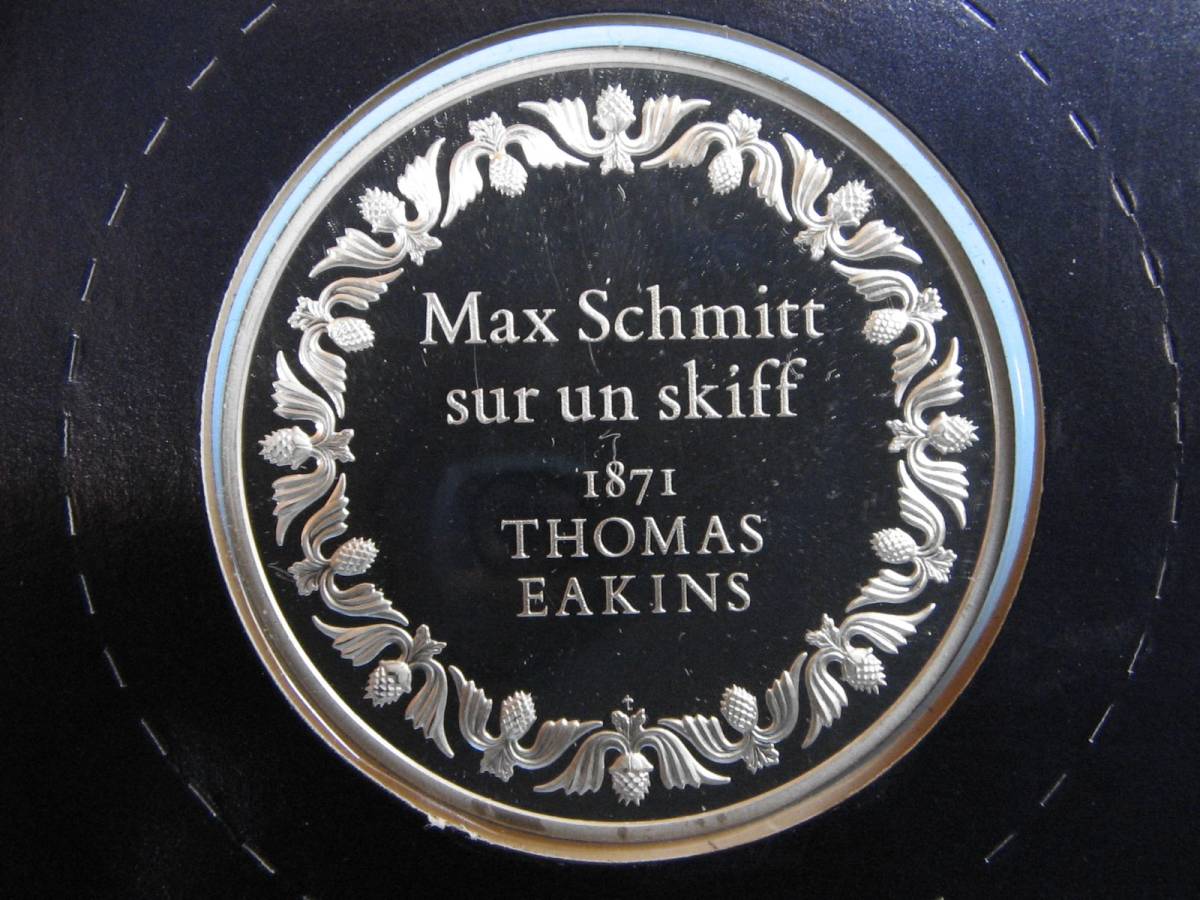 Max Schmitt
sur un skiff
1871
THOMAS
EAKINS